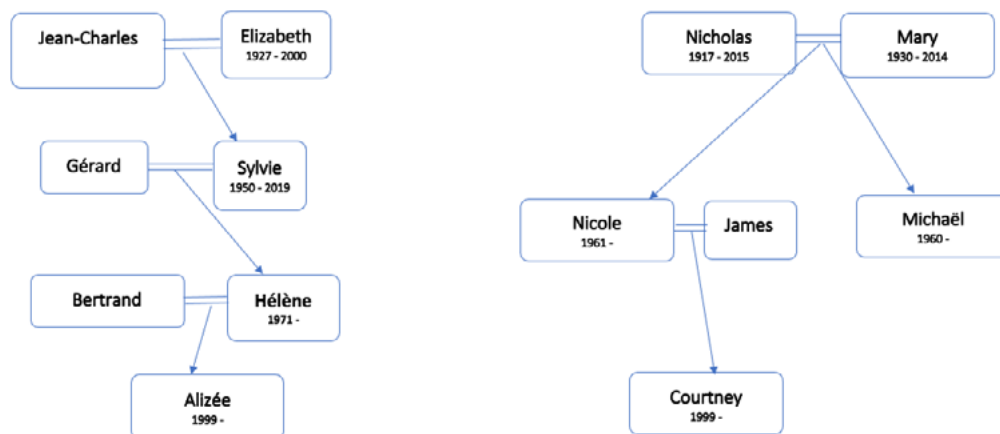 Jean-Charles
Elizabeth
1927 - 2000
Nicholas
1917 - 2015
Mary
1930 - 2014
Gérard
Sylvie
1950 - 2019
Nicole
1961 -
James
Michaël
1960 -
Bertrand
Hélène
1971 -
Alizée
1999 -
Courtney
1999 -